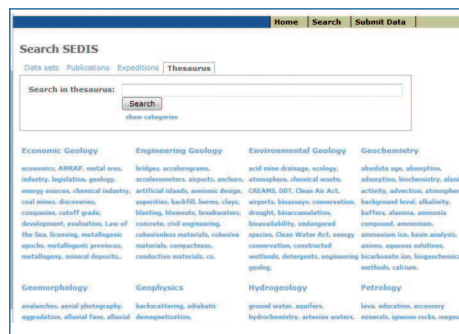 Home Search Submit Data
Search SEDIS
Data sets Publications Expeditions Thesaurus
Search in thesaurus:
Search
show categories
Economic Geology
economics, AMRAP, metal ores,
industry, legislation, geology,
energy sources, chemical industry,
coal mines, discoveries,
companies, cutoff grade,
development, evaluation, Law of
the Sea, licensing, metallogenic
epochs, metallogenic provinces,
metallogeny, mineral deposits,.
Engineering Geology
bridges, accelerograms,
accelerometers, airports, anchors,
artificial islands, aseismic design,
asperities, backfill, berms, clays,
blasting, blowouts, breakwaters,
concrete, civil engineering,
cohesionless materials, cohesive
materials, compactness,
conductive materials, co.
Environmental Geology
acid mine drainage, ecology,
atmosphere, chemical waste,
CREAMS, DDT, Clean Air Act,
airports, bioassays, conservation,
drought, bioaccumulation,
bioavailability, endangered
species, Clean Water Act, energy
conservation, constructed
wetlands, detergents, engineering
geolog.
Geochemistry
absolute age, absorption,
adsorption, biochemistry, alani
activity, advection, atmospher
background level, alkalinity,
buffers, alumina, ammonia
compound, ammonium,
ammonium ion, basin analysis,
anions, aqueous solutions,
bicarbonate ion, biogeochemic
methods, calcium.
Geomorphology
avalanches, aerial photography,
aggradation, alluvial fans, alluvial
Geophysics
backscattering, adiabatic
demagnetization,
Hydrogeology
ground water, aquifers,
hydrochemistry, artesian waters,
Petrology
lava, education, accessory
minerals, igneous rocks, magma